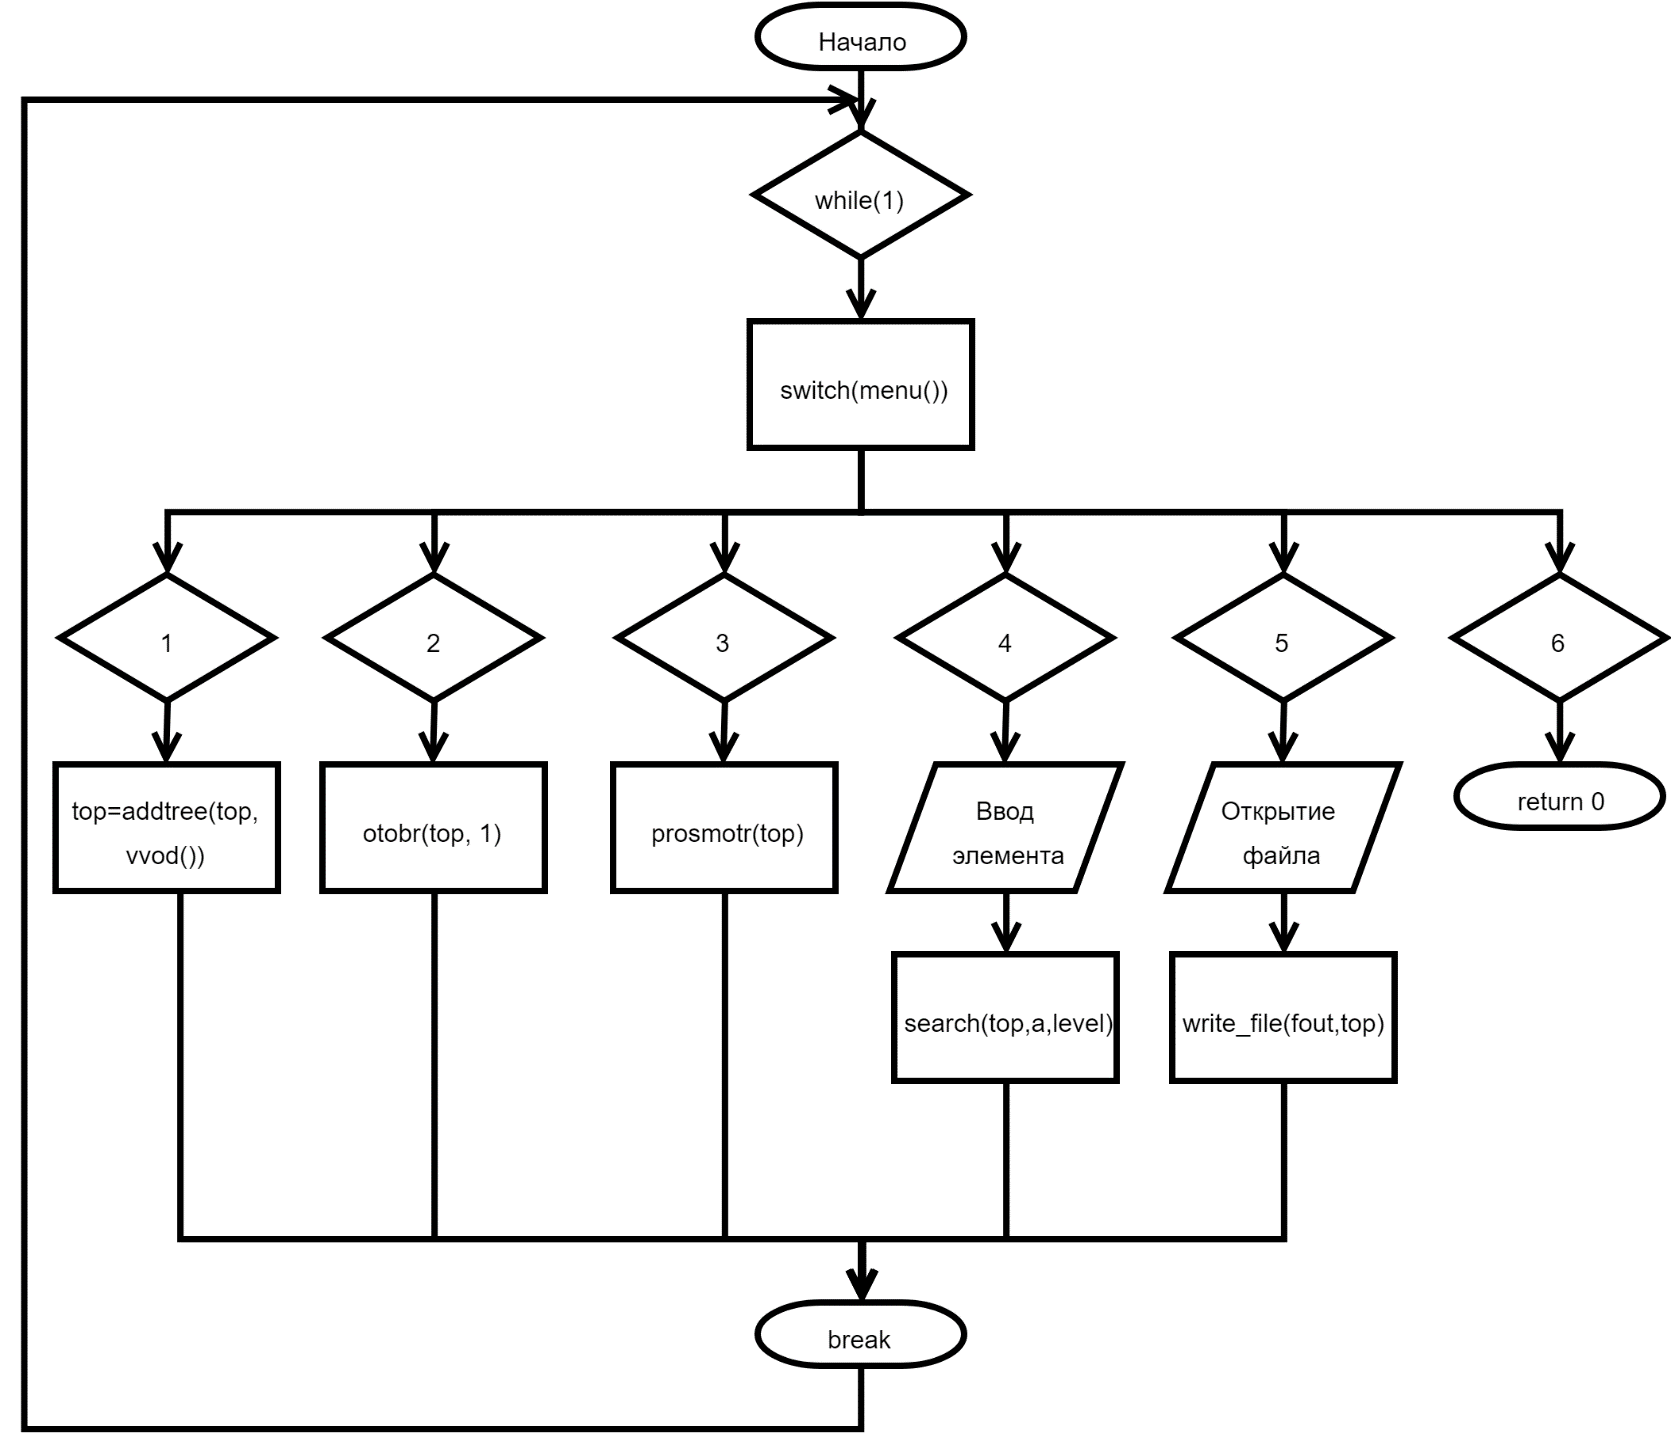 Начало
while(1)
switch(menu())
1
2
3
4
5
6
top=addtree(top,
vvod())
otobr(top, 1)
prosmotr(top)
Ввод
элемента
Открытие
файла
return 0
search(top,a,level)
write_file(fout,top)
break